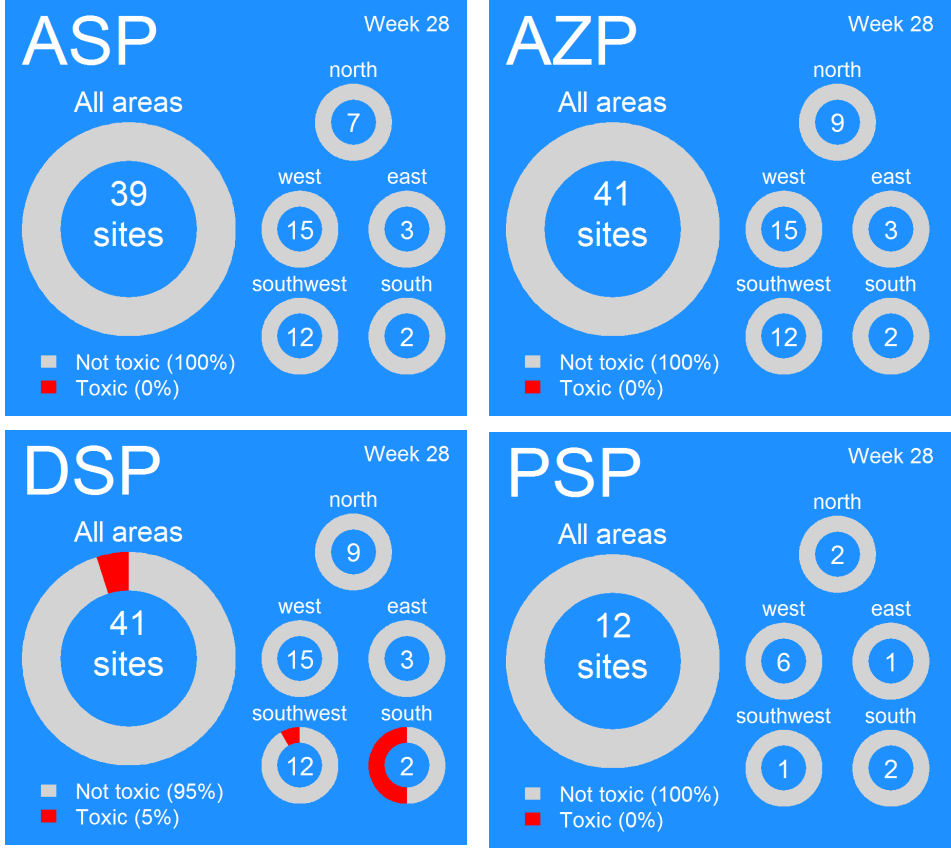 ASP
Week 28
north
7
All areas
39
sites
west
15
east
3
southwest
12
south
2
Not toxic (100%)
Toxic (0%)
AZP
Week 28
north
9
All areas
41
sites
west
15
east
3
southwest
12
south
2
Not toxic (100%)
Toxic (0%)
DSP
Week 28
north
9
All areas
41
sites
west
15
east
3
southwest
12
south
2
Not toxic (95%)
Toxic (5%)
PSP
Week 28
north
2
All areas
12
sites
west
6
east
1
southwest
1
south
2
Not toxic (100%)
Toxic (0%)